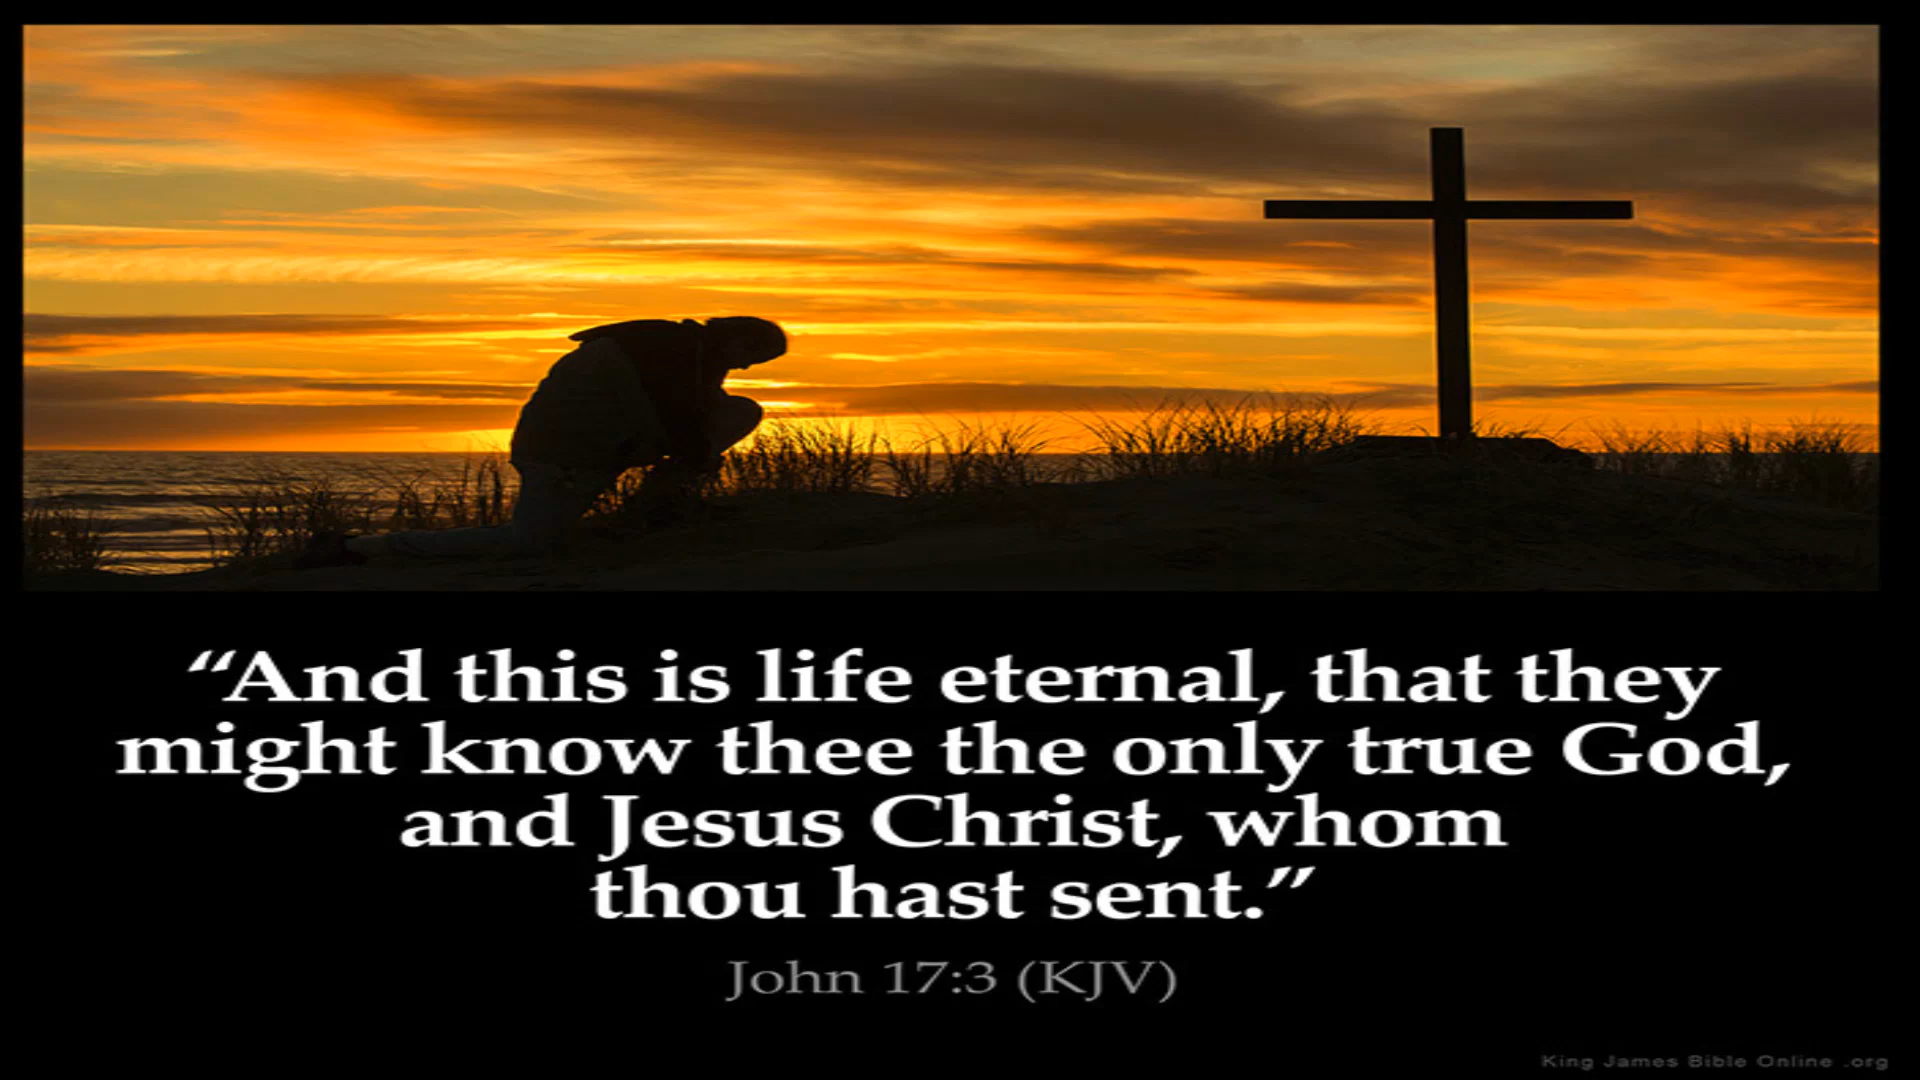 “And this is life eternal, that they
might know thee the only true God,
and Jesus Christ, whom
thou hast sent.”
John 17:3 (KJV)
King James Bible Online .org